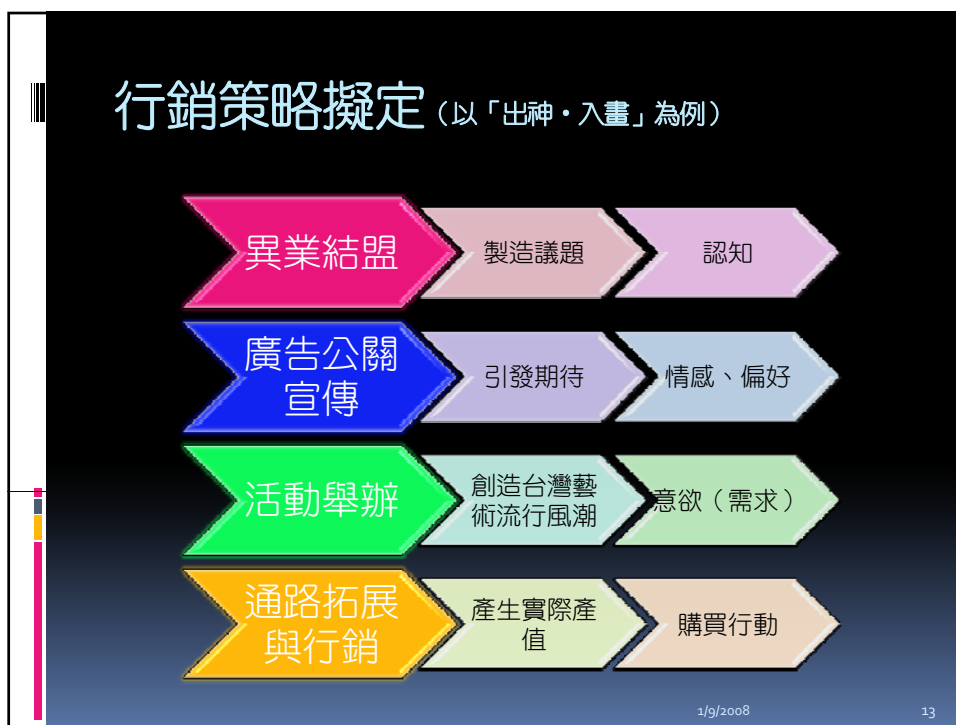 行銷策略擬定（以「出神・入畫」為例）
異業結盟
製造議題
認知
廣告公關
宣傳
引發期待
情感、偏好
活動舉辦
創造台灣藝
術流行風潮
意欲（需求）
通路拓展
與行銷
產生實際產
值
購買行動
1/9/2008
13